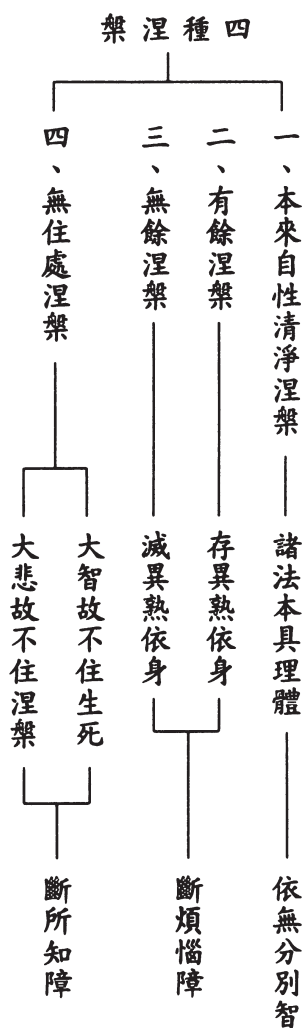 四種涅槃
一、本來自性清淨涅槃
諸法本具理體
依無分別智
二、有餘涅槃
存異熟依身
三、無餘涅槃
滅異熟依身
斷煩惱障
四、無住處涅槃
大智故不住生死
大悲故不住涅槃
斷所知障